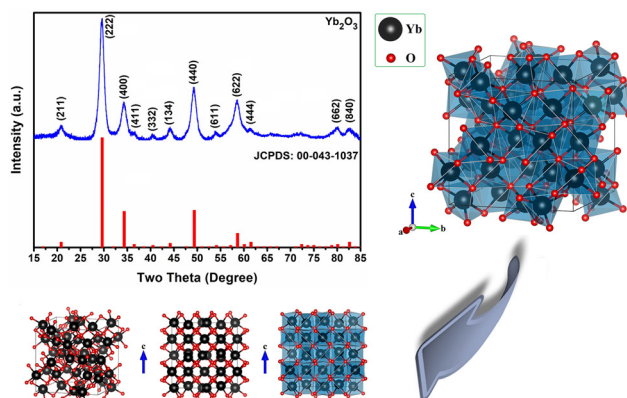 Yb₂O₃
(211)
(222)
(400)
(411)
(332)
(134)
(440)
(611)
(622)
(444)
(662)
(840)
JCPDS: 00-043-1037
Intensity (a.u.)
15 20 25 30 35 40 45 50 55 60 65 70 75 80 85
Two Theta (Degree)
Yb
O
c
a
b
c
c